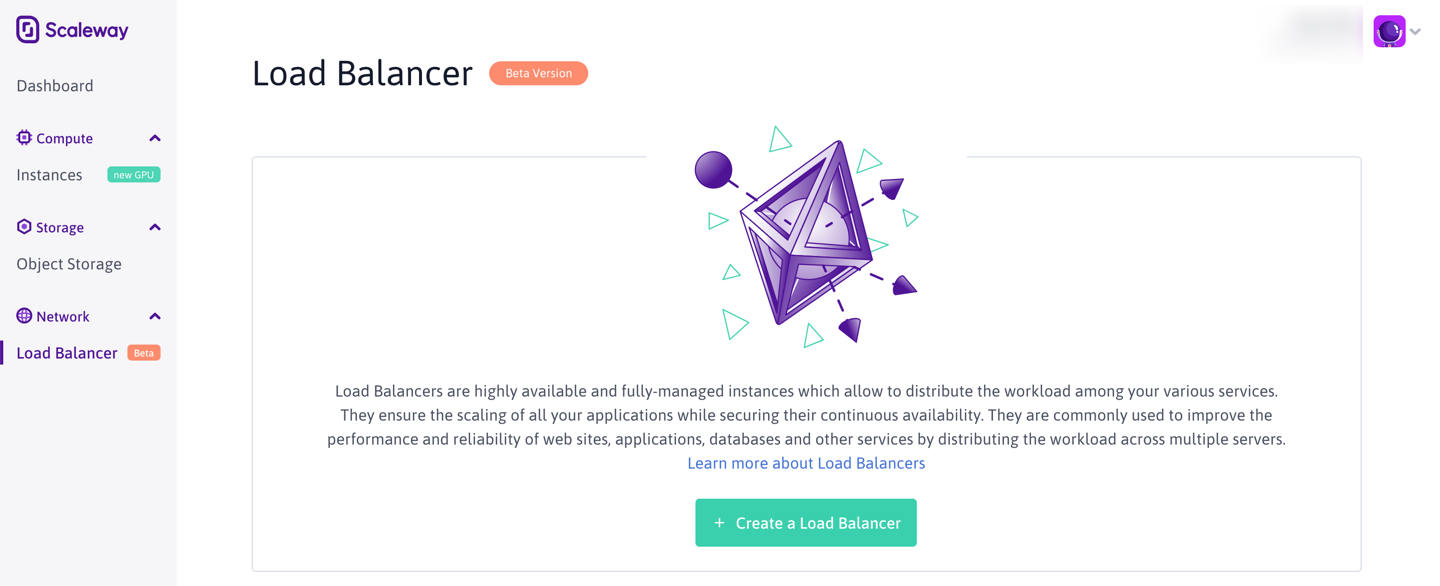 Scaleway
Dashboard
Compute
Instances new GPU
Storage
Object Storage
Network
Load Balancer Beta
Load Balancer Beta Version
Load Balancers are highly available and fully-managed instances which allow to distribute the workload among your various services.
They ensure the scaling of all your applications while securing their continuous availability. They are commonly used to improve the
performance and reliability of web sites, applications, databases and other services by distributing the workload across multiple servers.
Learn more about Load Balancers
+ Create a Load Balancer